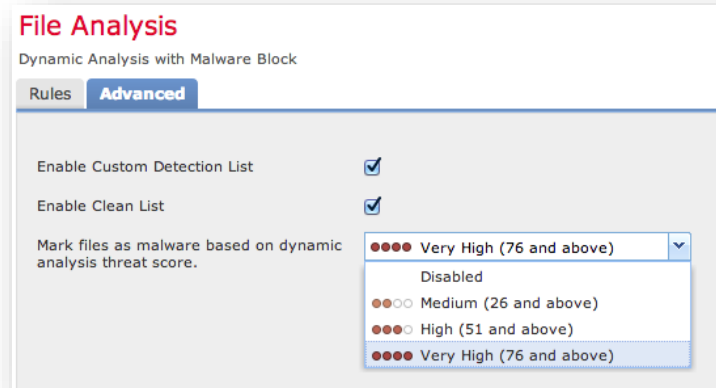 File Analysis
Dynamic Analysis with Malware Block
Rules
Advanced
Enable Custom Detection List
Enable Clean List
Mark files as malware based on dynamic
analysis threat score.
Very High (76 and above)
Disabled
Medium (26 and above)
High (51 and above)
Very High (76 and above)